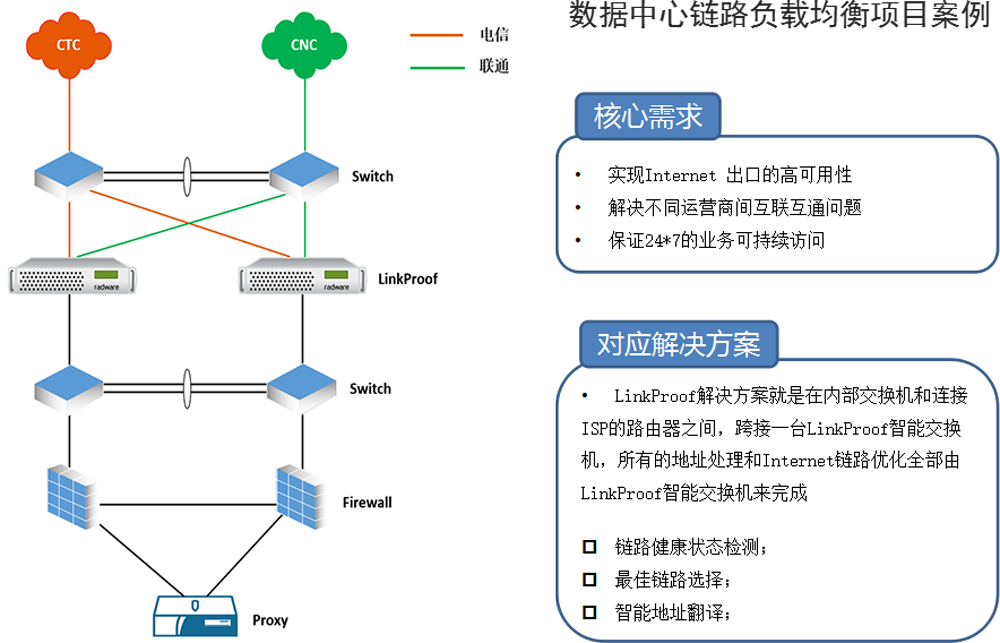 数据中心链路负载均衡项目案例
CTC
CNC
电信
联通
Switch
radware
radware
LinkProof
Switch
Firewall
Proxy
核心需求
• 实现Internet 出口的高可用性
• 解决不同运营商间互联互通问题
• 保证24*7的业务可持续访问
对应解决方案
• LinkProof解决方案就是在内部交换机和连接
ISP的路由器之间，跨接一台LinkProof智能交换
机，所有的地址处理和Internet链路优化全部由
LinkProof智能交换机来完成
链路健康状态检测；
最佳链路选择；
智能地址翻译；